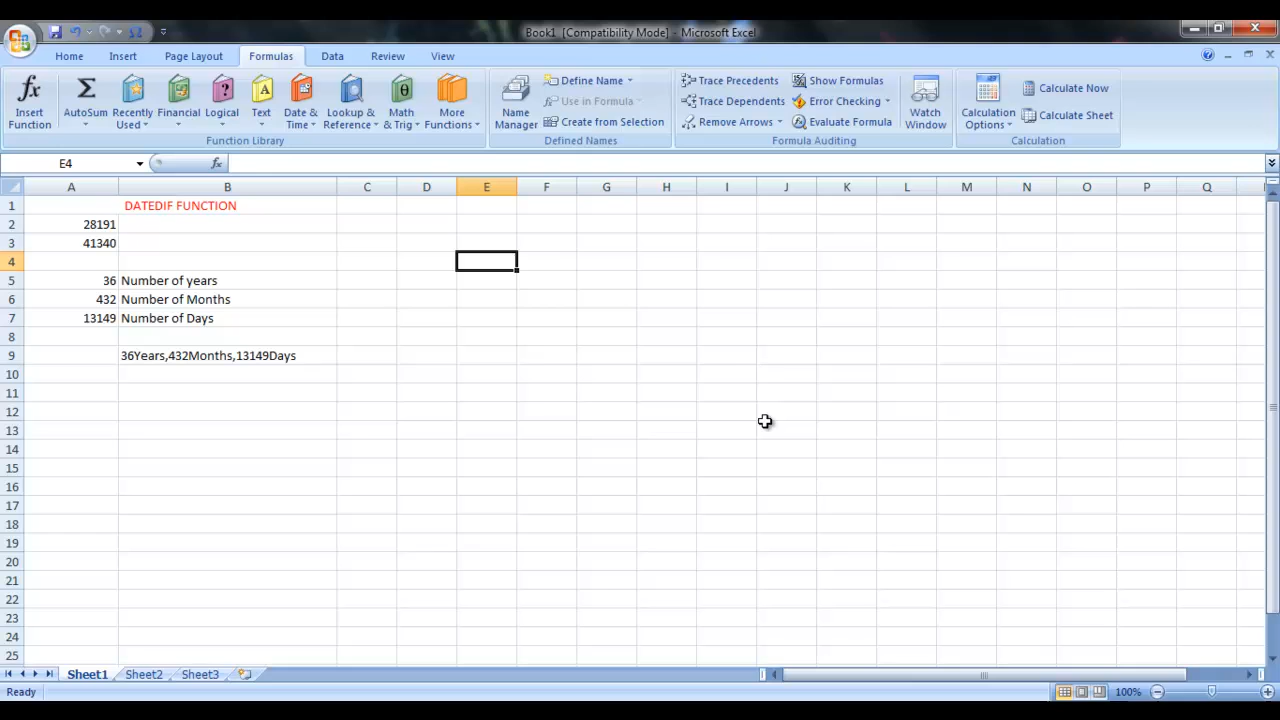 Book1 [Compatibility Mode] - Microsoft Excel
Home Insert Page Layout Formulas Data Review View
Insert Function
AutoSum
Recently Used
Financial
Logical
Text
Date & Time
Lookup & Reference
Math & Trig
More Functions
Function Library
Name Manager
Define Name
Use in Formula
Create from Selection
Defined Names
Trace Precedents
Trace Dependents
Remove Arrows
Show Formulas
Error Checking
Evaluate Formula
Formula Auditing
Watch Window
Calculation Options
Calculate Now
Calculate Sheet
Calculation
E4 fx
A B C D E F G H I J K L M N O P Q
1 DATEDIF FUNCTION
2 28191
3 41340
4
5 36 Number of years
6 432 Number of Months
7 13149 Number of Days
8
9 36Years,432Months,13149Days
10
11
12
13
14
15
16
17
18
19
20
21
22
23
24
25
Sheet1 Sheet2 Sheet3
Ready 100%